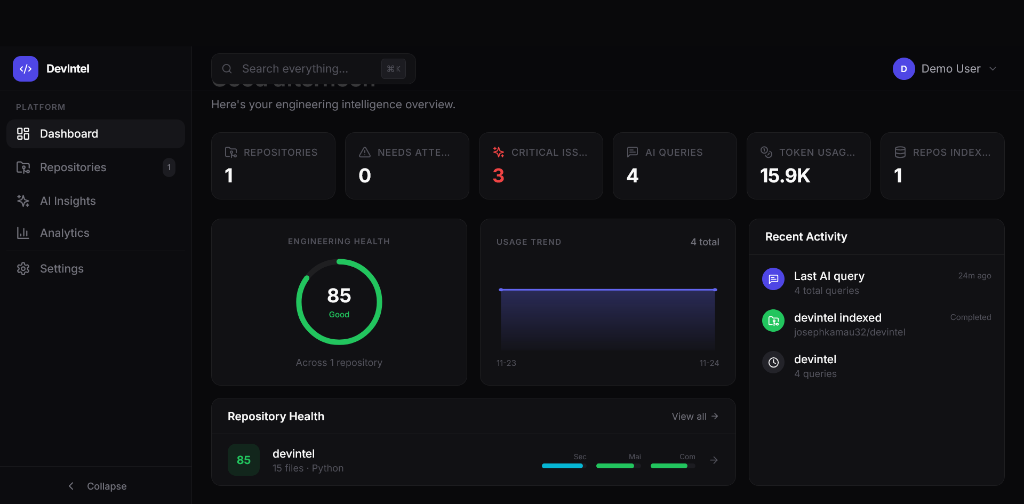 DevIntel
Search everything...
⌘K
D
Demo User
PLATFORM
Dashboard
Repositories
1
AI Insights
Analytics
Settings
Collapse
Good afternoon
Here's your engineering intelligence overview.
REPOSITORIES
1
NEEDS ATTE...
0
CRITICAL ISS...
3
AI QUERIES
4
TOKEN USAG...
15.9K
REPOS INDEX...
1
ENGINEERING HEALTH
85
Good
Across 1 repository
USAGE TREND
4 total
11-23
11-24
Recent Activity
Last AI query
24m ago
4 total queries
devintel indexed
Completed
josephkamau32/devintel
devintel
4 queries
Repository Health
View all →
85
devintel
15 files · Python
Sec
Mai
Com